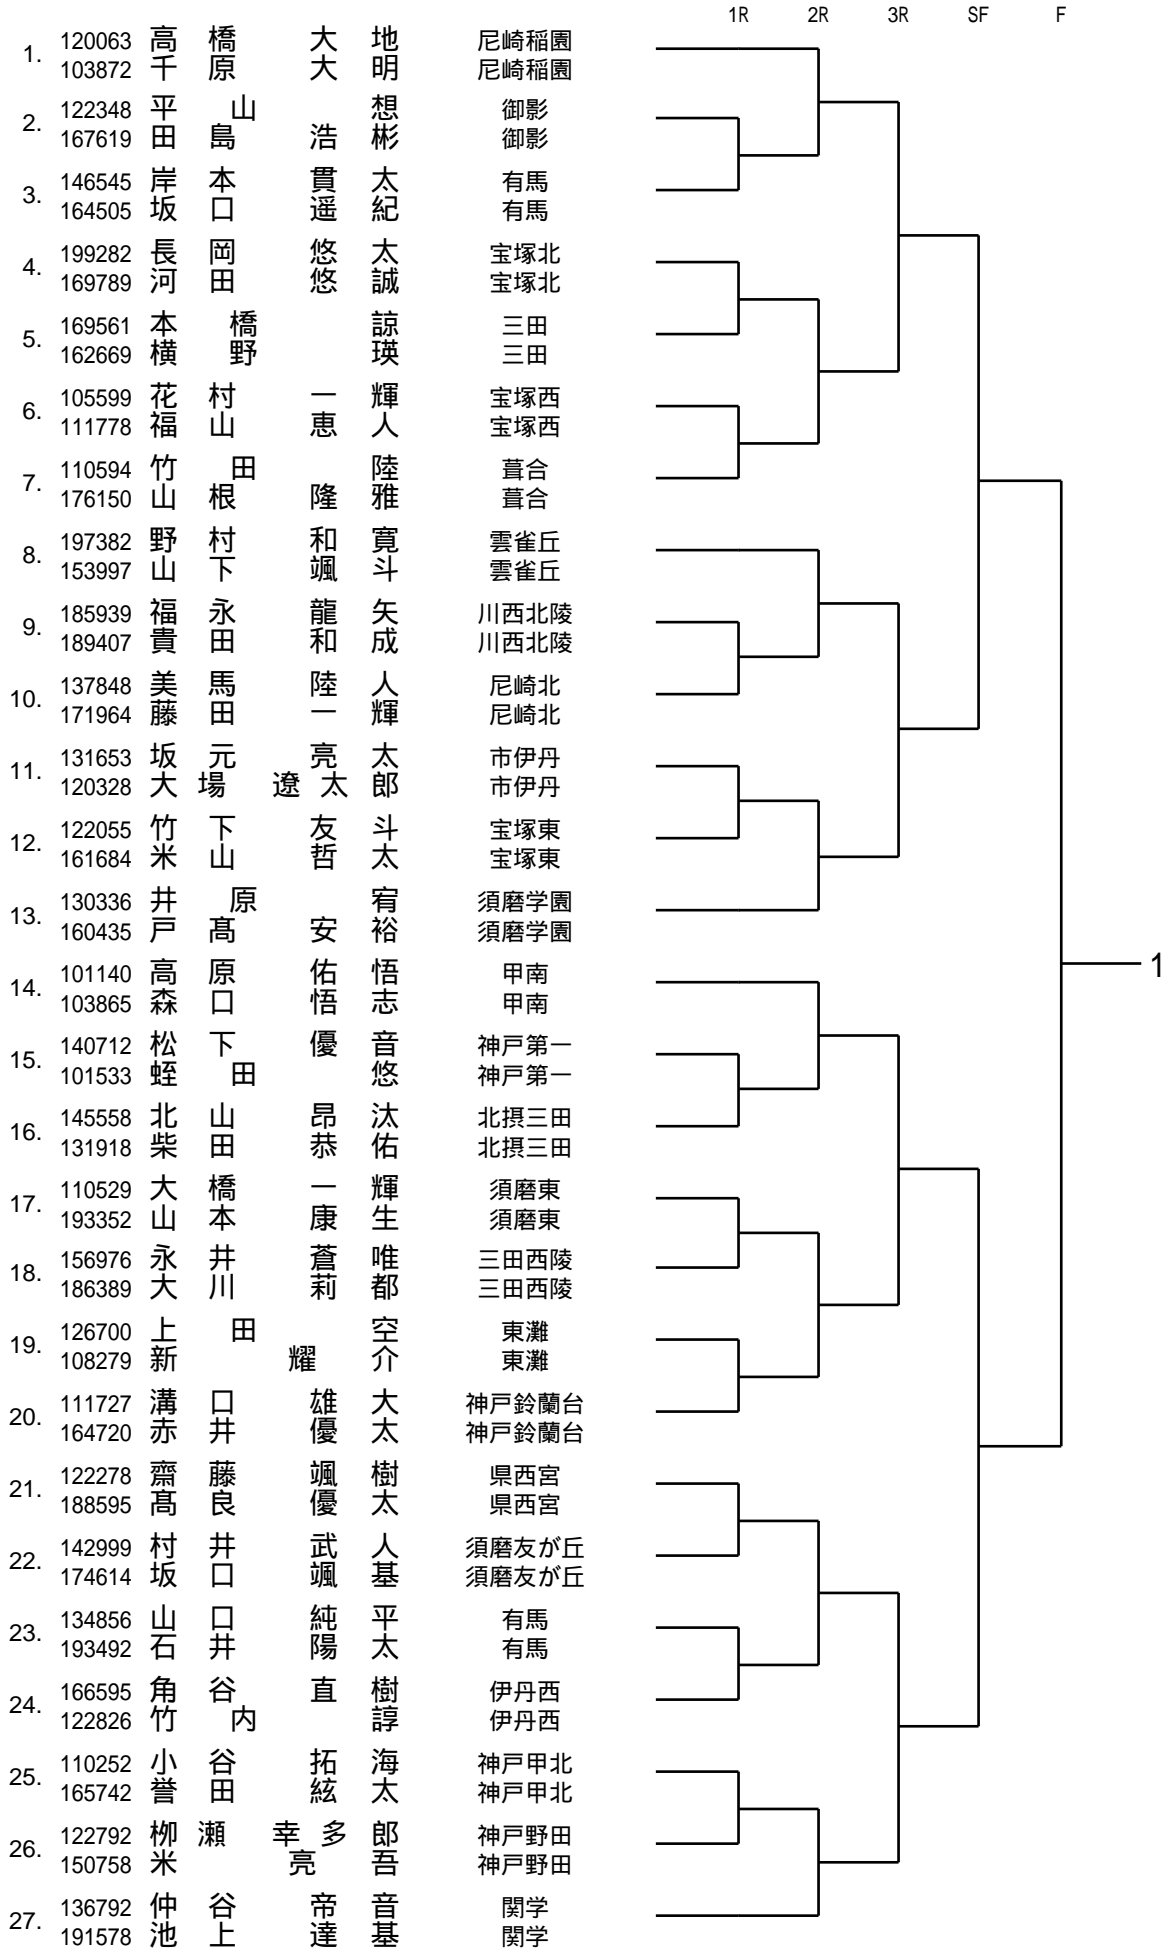 1R 2R 3R SF F
1. 120063 高橋 大地 尼崎稲園
103872 千原 大明 尼崎稲園
2. 122348 平山 想 御影
167619 田島 浩彬 御影
3. 146545 岸本 貫太 有馬
164505 坂口 遥紀 有馬
4. 199282 長岡 悠太 宝塚北
169789 河田 悠誠 宝塚北
5. 169561 本橋 諒 三田
162669 横野 瑛 三田
6. 105599 花村 一輝 宝塚西
111778 福山 恵人 宝塚西
7. 110594 竹田 陸 葺合
176150 山根 隆雅 葺合
8. 197382 野村 和寛 雲雀丘
153997 山下 颯斗 雲雀丘
9. 185939 福永 龍矢 川西北陵
189407 貴田 和成 川西北陵
10. 137848 美馬 陸人 尼崎北
171964 藤田 一輝 尼崎北
11. 131653 坂元 亮太 市伊丹
120328 大場 遼太郎 市伊丹
12. 122055 竹下 友斗 宝塚東
161684 米山 哲太 宝塚東
13. 130336 井原 宥 須磨学園
160435 戸髙 安裕 須磨学園
14. 101140 高原 佑悟 甲南
103865 森口 悟志 甲南
1
15. 140712 松下 優音 神戸第一
101533 蛭田 悠 神戸第一
16. 145558 北山 昂汰 北摂三田
131918 柴田 恭佑 北摂三田
17. 110529 大橋 一輝 須磨東
193352 山本 康生 須磨東
18. 156976 永井 蒼唯 三田西陵
186389 大川 莉都 三田西陵
19. 126700 上田 空 東灘
108279 新 耀介 東灘
20. 111727 溝口 雄大 神戸鈴蘭台
164720 赤井 優太 神戸鈴蘭台
21. 122278 齋藤 颯樹 県西宮
188595 髙良 優太 県西宮
22. 142999 村井 武人 須磨友が丘
174614 坂口 颯基 須磨友が丘
23. 134856 山口 純平 有馬
193492 石井 陽太 有馬
24. 166595 角谷 直樹 伊丹西
122826 竹内 諄 伊丹西
25. 110252 小谷 拓海 神戸甲北
165742 誉田 絃太 神戸甲北
26. 122792 栁瀬 幸多郎 神戸野田
150758 米 亮吾 神戸野田
27. 136792 仲谷 帝音 関学
191578 池上 達基 関学